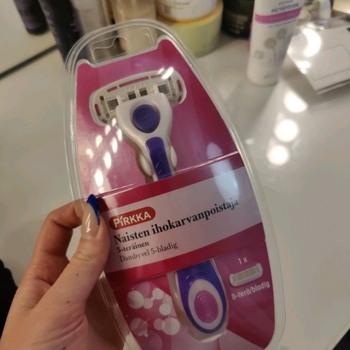 PIRKKA
Naisten ihokarvanpoistaja
5-teräinen
Damhyvel 5-bladig
1 x
5-terä/bladig